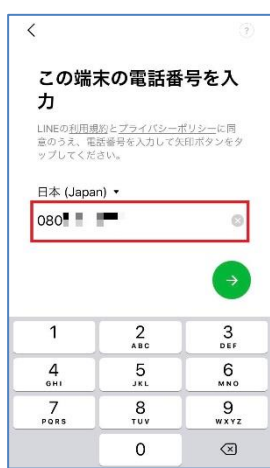 この端末の電話番号を入
力
LINEの利用規約とプライバシーポリシーに同
意のうえ、電話番号を入力して矢印ボタンをタ
ップしてください。
日本 (Japan)
080
1 2 3
ABC DEF
4 5 6
GHI JKL MNO
7 8 9
PQRS TUV WXYZ
0